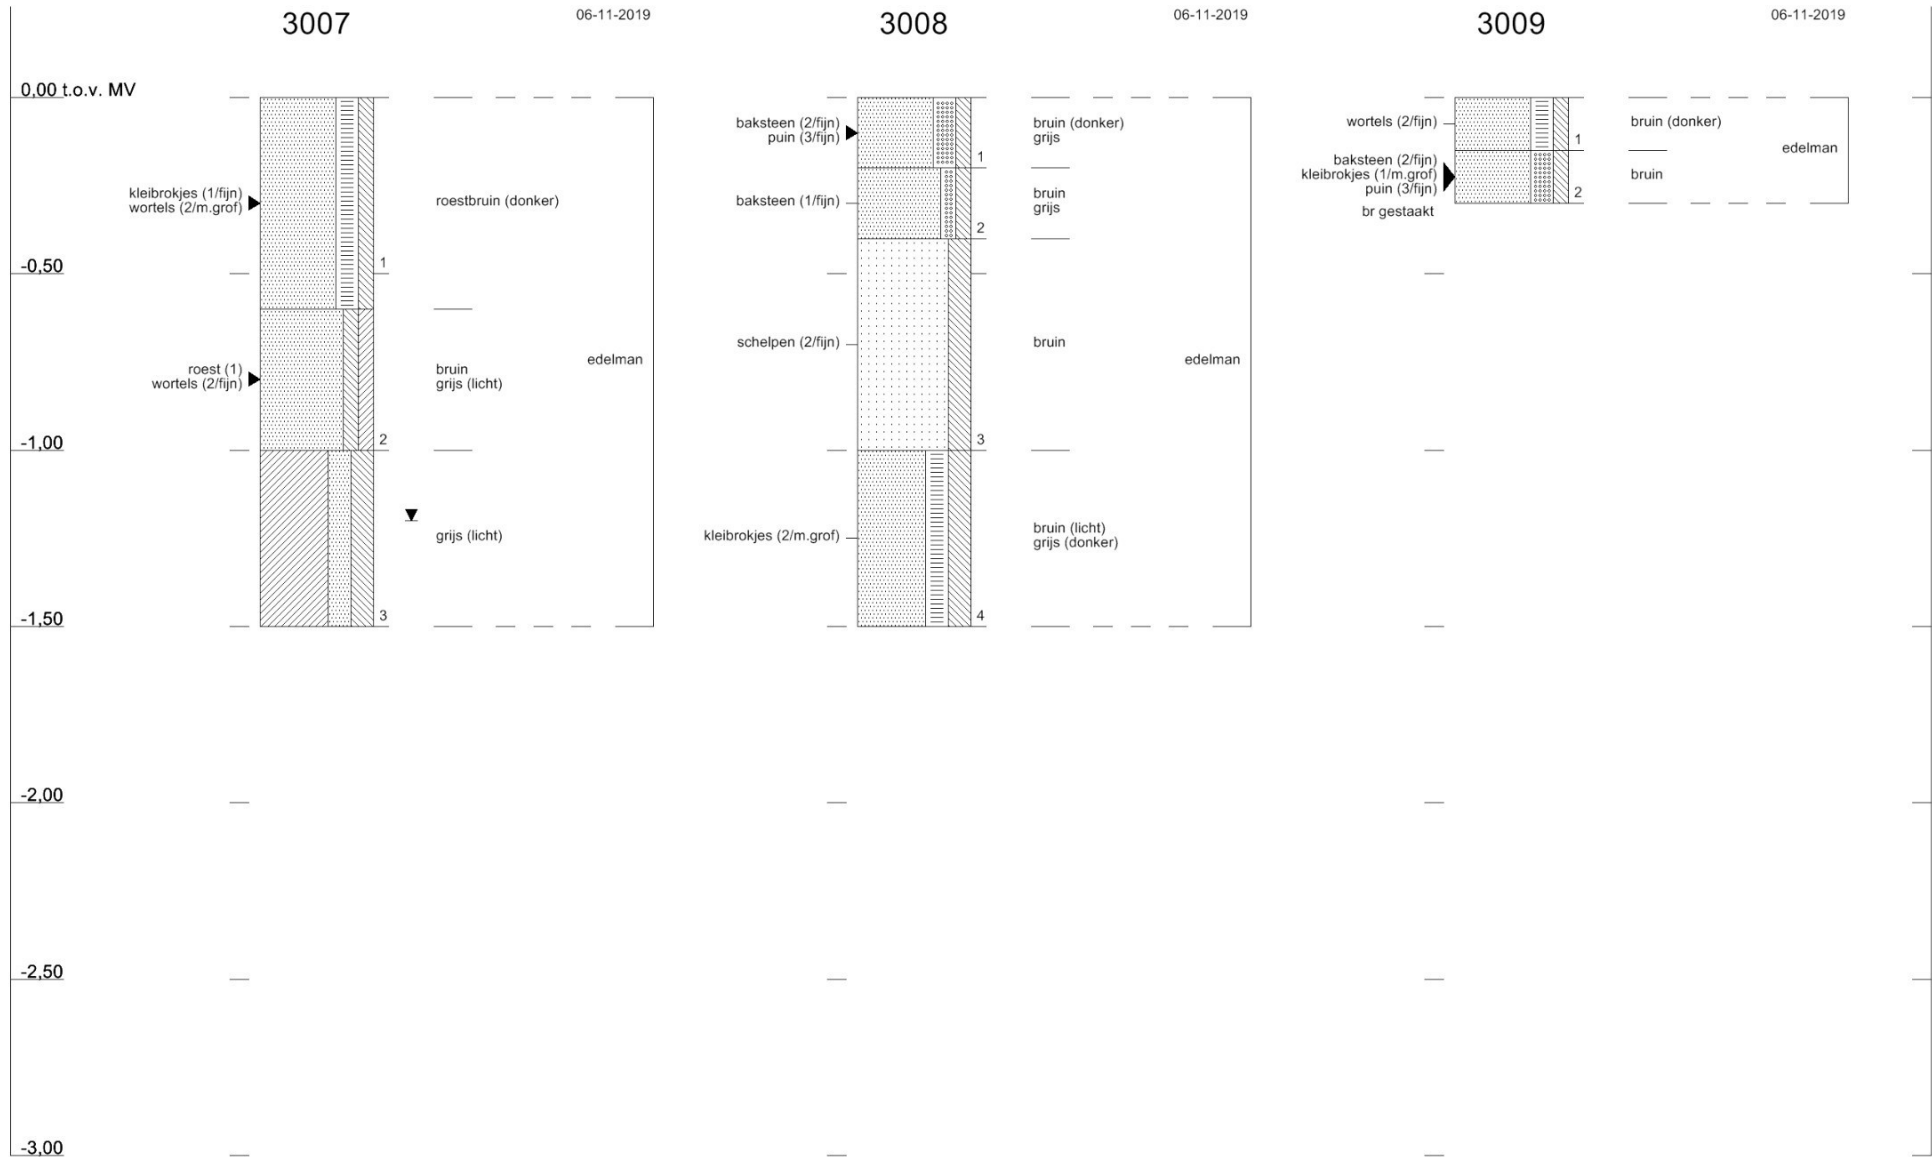 3007
06-11-2019
3008
06-11-2019
3009
06-11-2019
0,00 t.o.v. MV
-0,50
-1,00
-1,50
-2,00
-2,50
-3,00
kleibrokjes (1/fijn)
wortels (2/m.grof)
roest (1)
wortels (2/fijn)
1
2
3
roestbruin (donker)
bruin
grijs (licht)
grijs (licht)
edelman
baksteen (2/fijn)
puin (3/fijn)
baksteen (1/fijn)
schelpen (2/fijn)
kleibrokjes (2/m.grof)
1
2
3
4
bruin (donker)
grijs
bruin
grijs
bruin
bruin (licht)
grijs (donker)
edelman
wortels (2/fijn)
baksteen (2/fijn)
kleibrokjes (1/m.grof)
puin (3/fijn)
br gestaakt
1
2
bruin (donker)
bruin
edelman